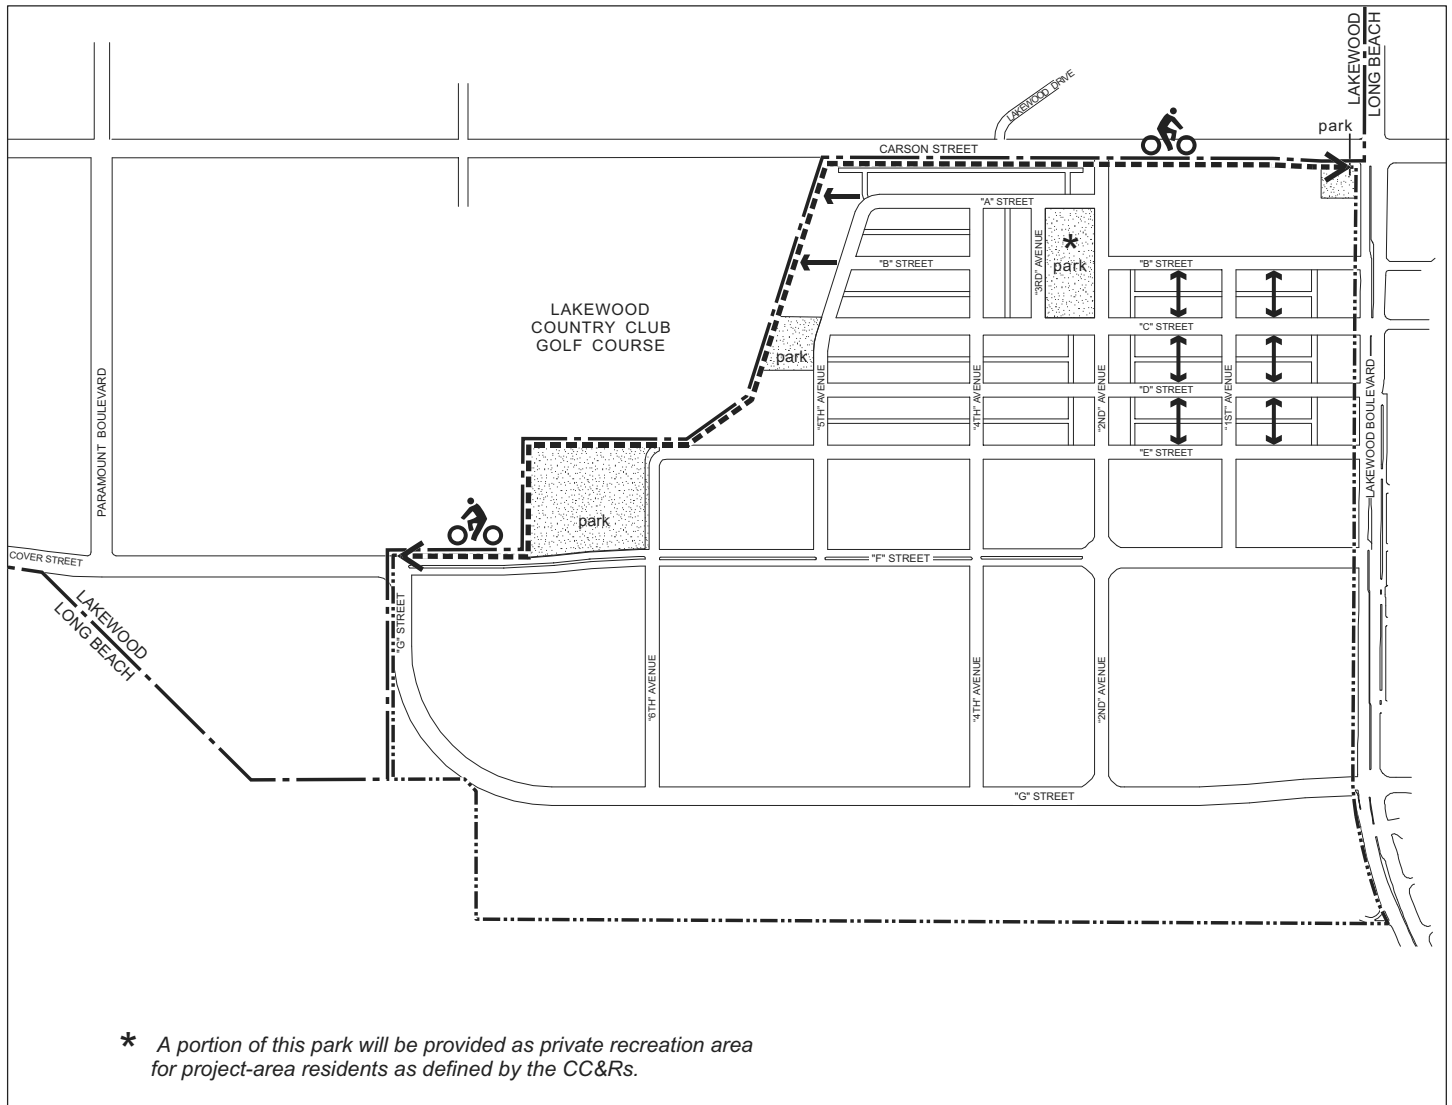 LAKEWOOD
LONG BEACH
LAKEWOOD DRIVE
park
CARSON STREET
"A" STREET
"3RD" AVENUE
*
park
"B" STREET
"B" STREET
LAKEWOOD
COUNTRY CLUB
GOLF COURSE
"C" STREET
park
PARAMOUNT BOULEVARD
"5TH" AVENUE
"4TH" AVENUE
"2ND" AVENUE
"D" STREET
"1ST" AVENUE
LAKEWOOD BOULEVARD
"E" STREET
park
COVER STREET
"F" STREET
LAKEWOOD
LONG BEACH
"G" STREET
"6TH" AVENUE
"4TH" AVENUE
"2ND" AVENUE
"G" STREET
* A portion of this park will be provided as private recreation area
for project-area residents as defined by the CC&Rs.